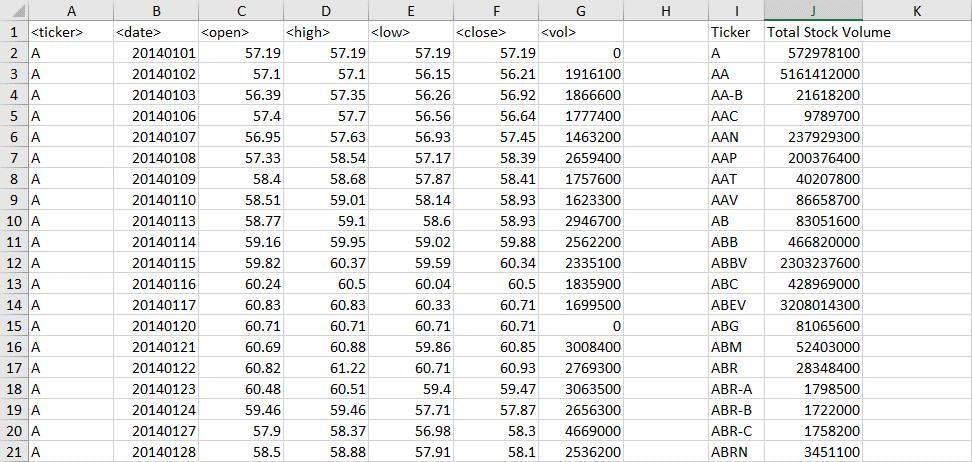 A B C D E F G H I J K
1 <ticker> <date> <open> <high> <low> <close> <vol> Ticker Total Stock Volume
2 A 20140101 57.19 57.19 57.19 57.19 0 A 572978100
3 A 20140102 57.1 57.1 56.15 56.21 1916100 AA 5161412000
4 A 20140103 56.39 57.35 56.26 56.92 1866600 AA-B 21618200
5 A 20140106 57.4 57.7 56.56 56.64 1777400 AAC 9789700
6 A 20140107 56.95 57.63 56.93 57.45 1463200 AAN 237929300
7 A 20140108 57.33 58.54 57.17 58.39 2659400 AAP 200376400
8 A 20140109 58.4 58.68 57.87 58.41 1757600 AAT 40207800
9 A 20140110 58.51 59.01 58.14 58.93 1623300 AAV 86658700
10 A 20140113 58.77 59.1 58.6 58.93 2946700 AB 83051600
11 A 20140114 59.16 59.95 59.02 59.88 2562200 ABB 466820000
12 A 20140115 59.82 60.37 59.59 60.34 2335100 ABBV 2303237600
13 A 20140116 60.24 60.5 60.04 60.5 1835900 ABC 428969000
14 A 20140117 60.83 60.83 60.33 60.71 1699500 ABEV 3208014300
15 A 20140120 60.71 60.71 60.71 60.71 0 ABG 81065600
16 A 20140121 60.69 60.88 59.86 60.85 3008400 ABM 52403000
17 A 20140122 60.82 61.22 60.71 60.93 2769300 ABR 28348400
18 A 20140123 60.48 60.51 59.4 59.47 3063500 ABR-A 1798500
19 A 20140124 59.46 59.46 57.71 57.87 2656300 ABR-B 1722000
20 A 20140127 57.9 58.37 56.98 58.3 4669000 ABR-C 1758200
21 A 20140128 58.5 58.88 57.91 58.1 2536200 ABRN 3451100